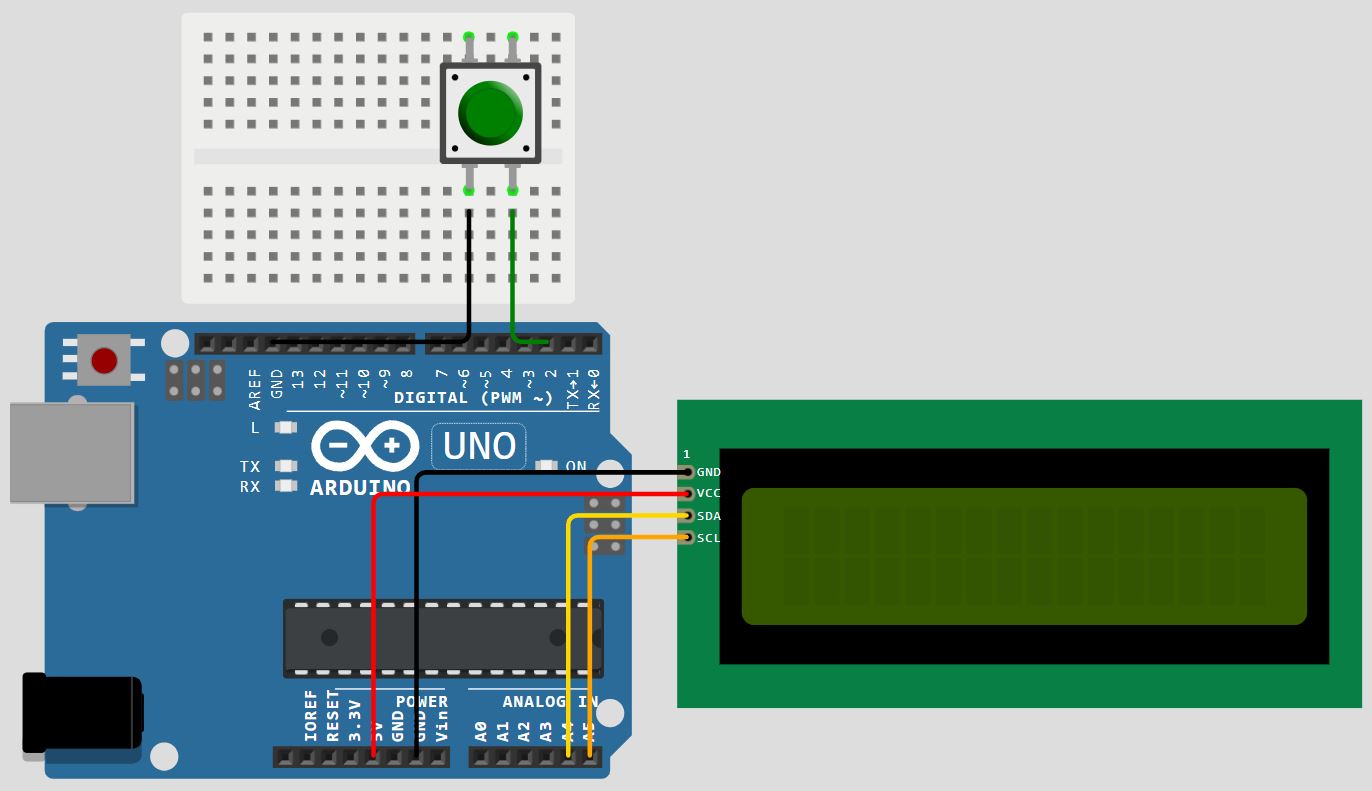 AREF
GND
13
12
~11
~10
~9
8
7
~6
~5
4
~3
2
TX→1
RX←0
DIGITAL (PWM ~)
L
TX
RX
UNO
ON
ARDUINO
1
GND
VCC
SDA
SCL
POWER
ANALOG IN
IOREF
RESET
3.3V
5V
GND
GND
Vin
A0
A1
A2
A3
A4
A5